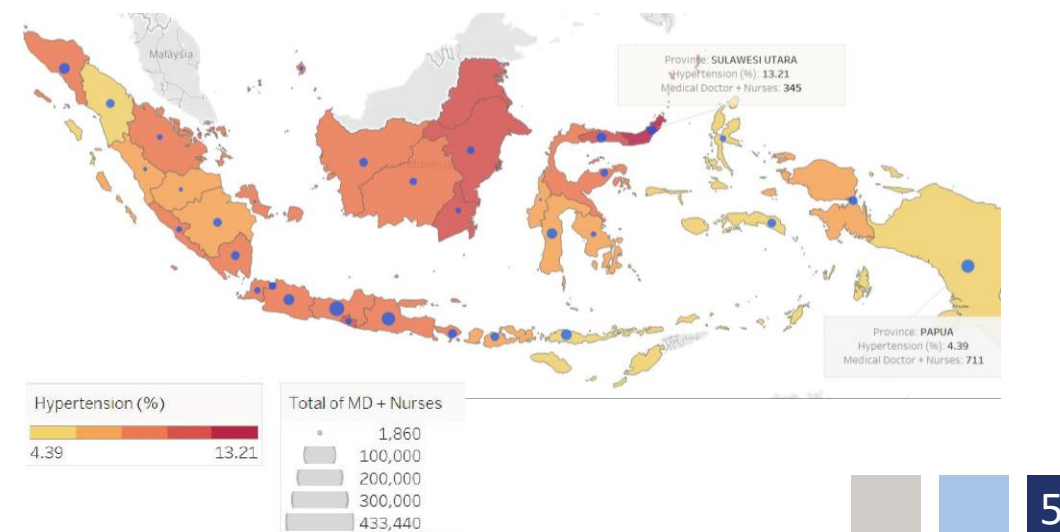 Malaysia
Province: SULAWESI UTARA
Hypertension (%): 13.21
Medical Doctor + Nurses: 345
Indonesia
Province: PAPUA
Hypertension (%): 4.39
Medical Doctor + Nurses: 711
Hypertension (%)
4.39 13.21
Total of MD + Nurses
1,860
100,000
200,000
300,000
433,440
5